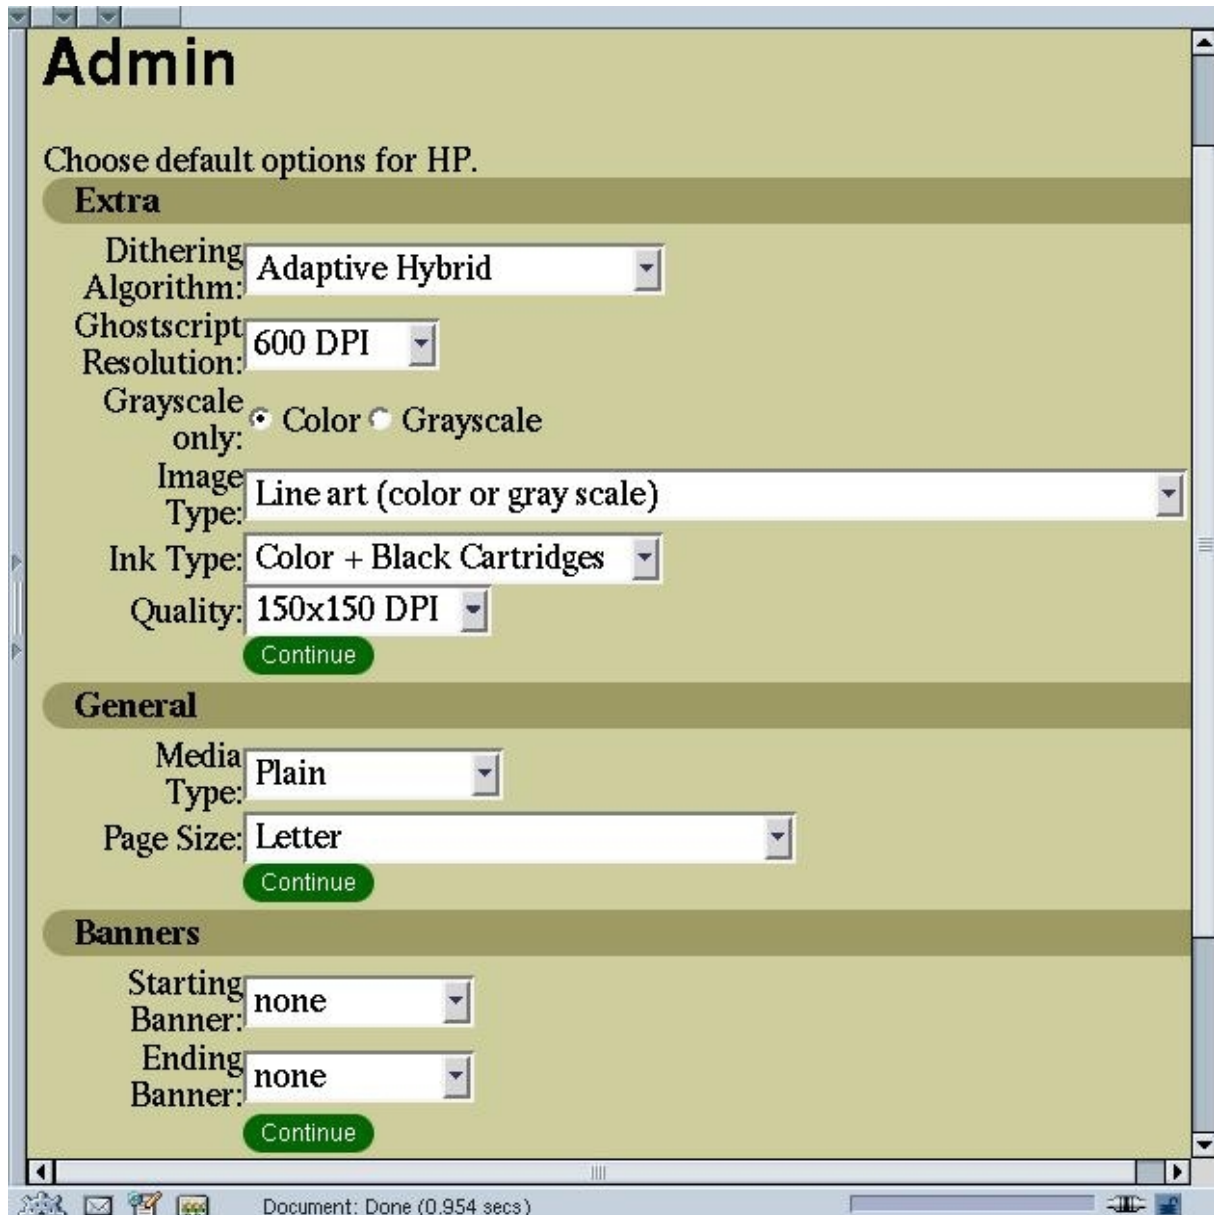 Admin
Choose default options for HP.
Extra
Dithering
Algorithm: Adaptive Hybrid
Ghostscript
Resolution: 600 DPI
Grayscale
only: Color Grayscale
Image
Type: Line art (color or gray scale)
Ink Type: Color + Black Cartridges
Quality: 150x150 DPI
Continue
General
Media
Type: Plain
Page Size: Letter
Continue
Banners
Starting
Banner: none
Ending
Banner: none
Continue
Document: Done (0.954 secs)